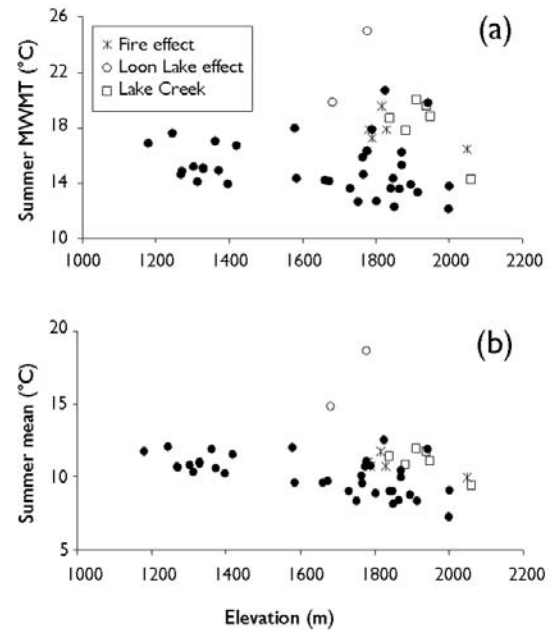 (a)
Summer MWMT (°C)
26
22
18
14
10
Fire effect
Loon Lake effect
Lake Creek
1000 1200 1400 1600 1800 2000 2200
(b)
Summer mean (°C)
20
15
10
5
1000 1200 1400 1600 1800 2000 2200
Elevation (m)